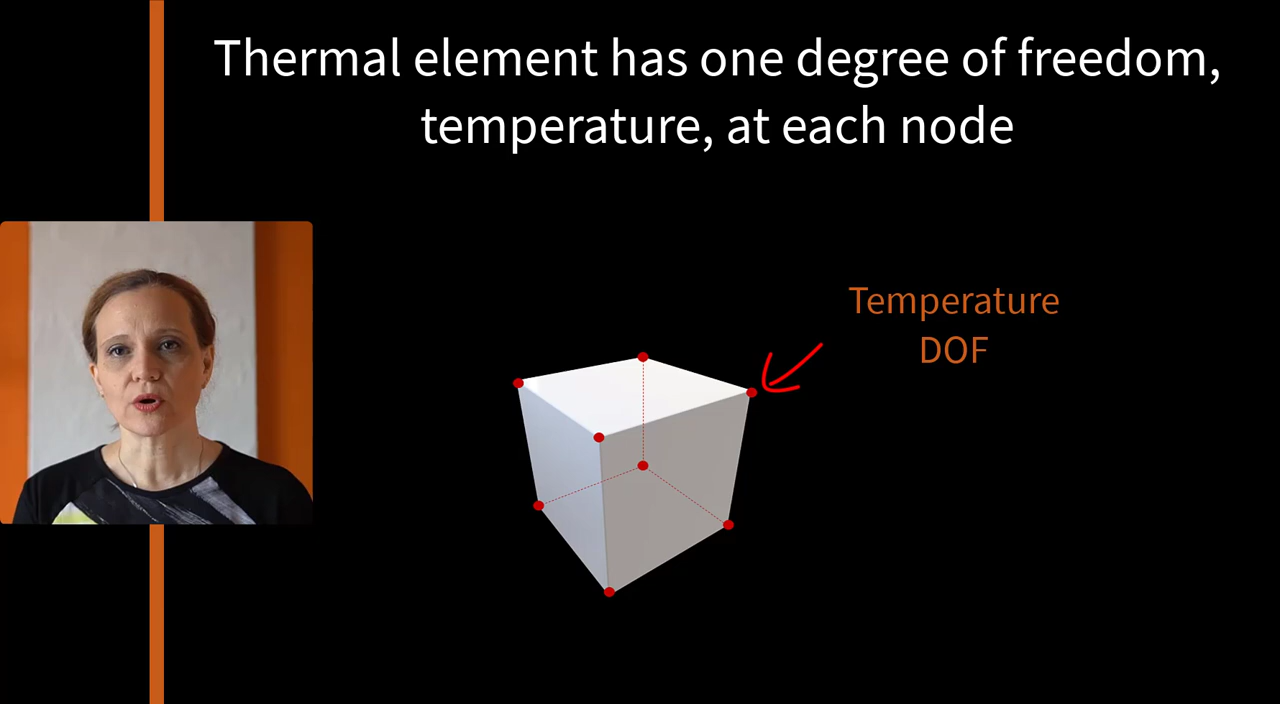 Thermal element has one degree of freedom,
temperature, at each node
Temperature
DOF